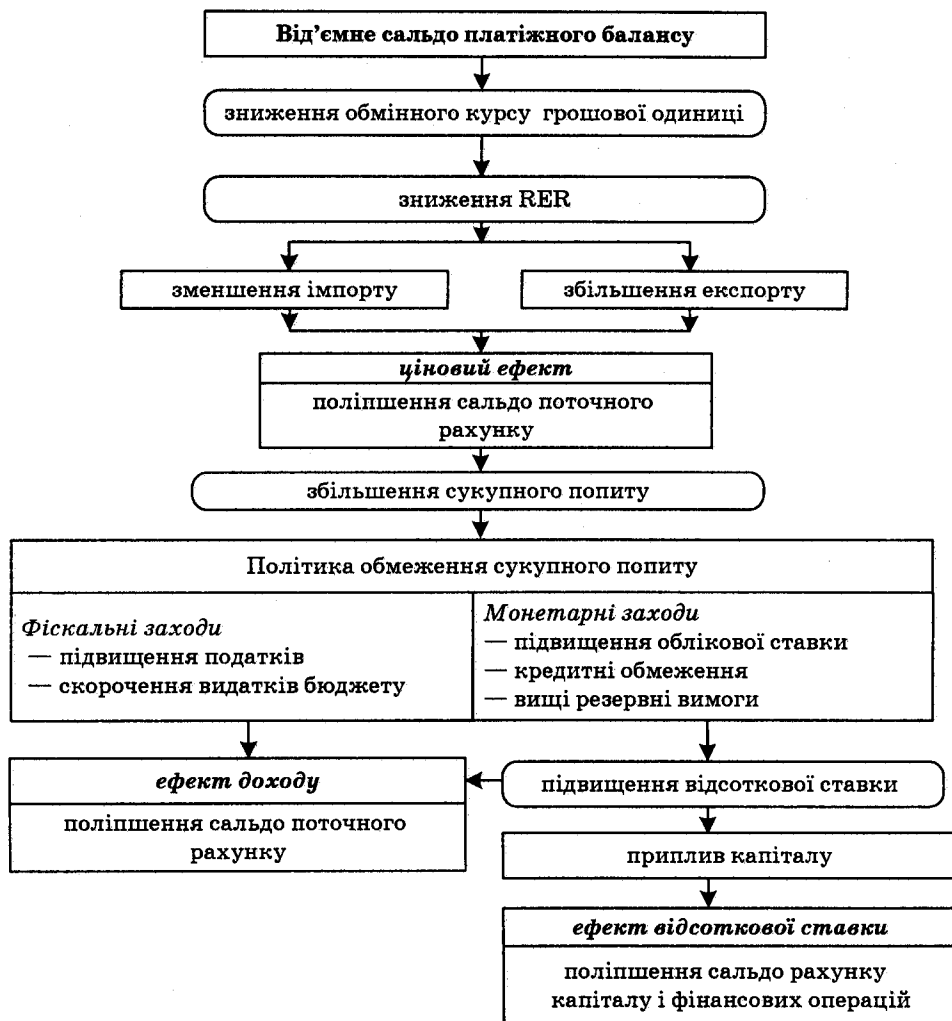 Від’ємне сальдо платіжного балансу
зниження обмінного курсу грошової одиниці
зниження RER
зменшення імпорту
збільшення експорту
ціновий ефект
поліпшення сальдо поточного
рахунку
збільшення сукупного попиту
Політика обмеження сукупного попиту
Фіскальні заходи
— підвищення податків
— скорочення видатків бюджету
Монетарні заходи
— підвищення облікової ставки
— кредитні обмеження
— вищі резервні вимоги
ефект доходу
поліпшення сальдо поточного
рахунку
підвищення відсоткової ставки
приплив капіталу
ефект відсоткової ставки
поліпшення сальдо рахунку
капіталу і фінансових операцій